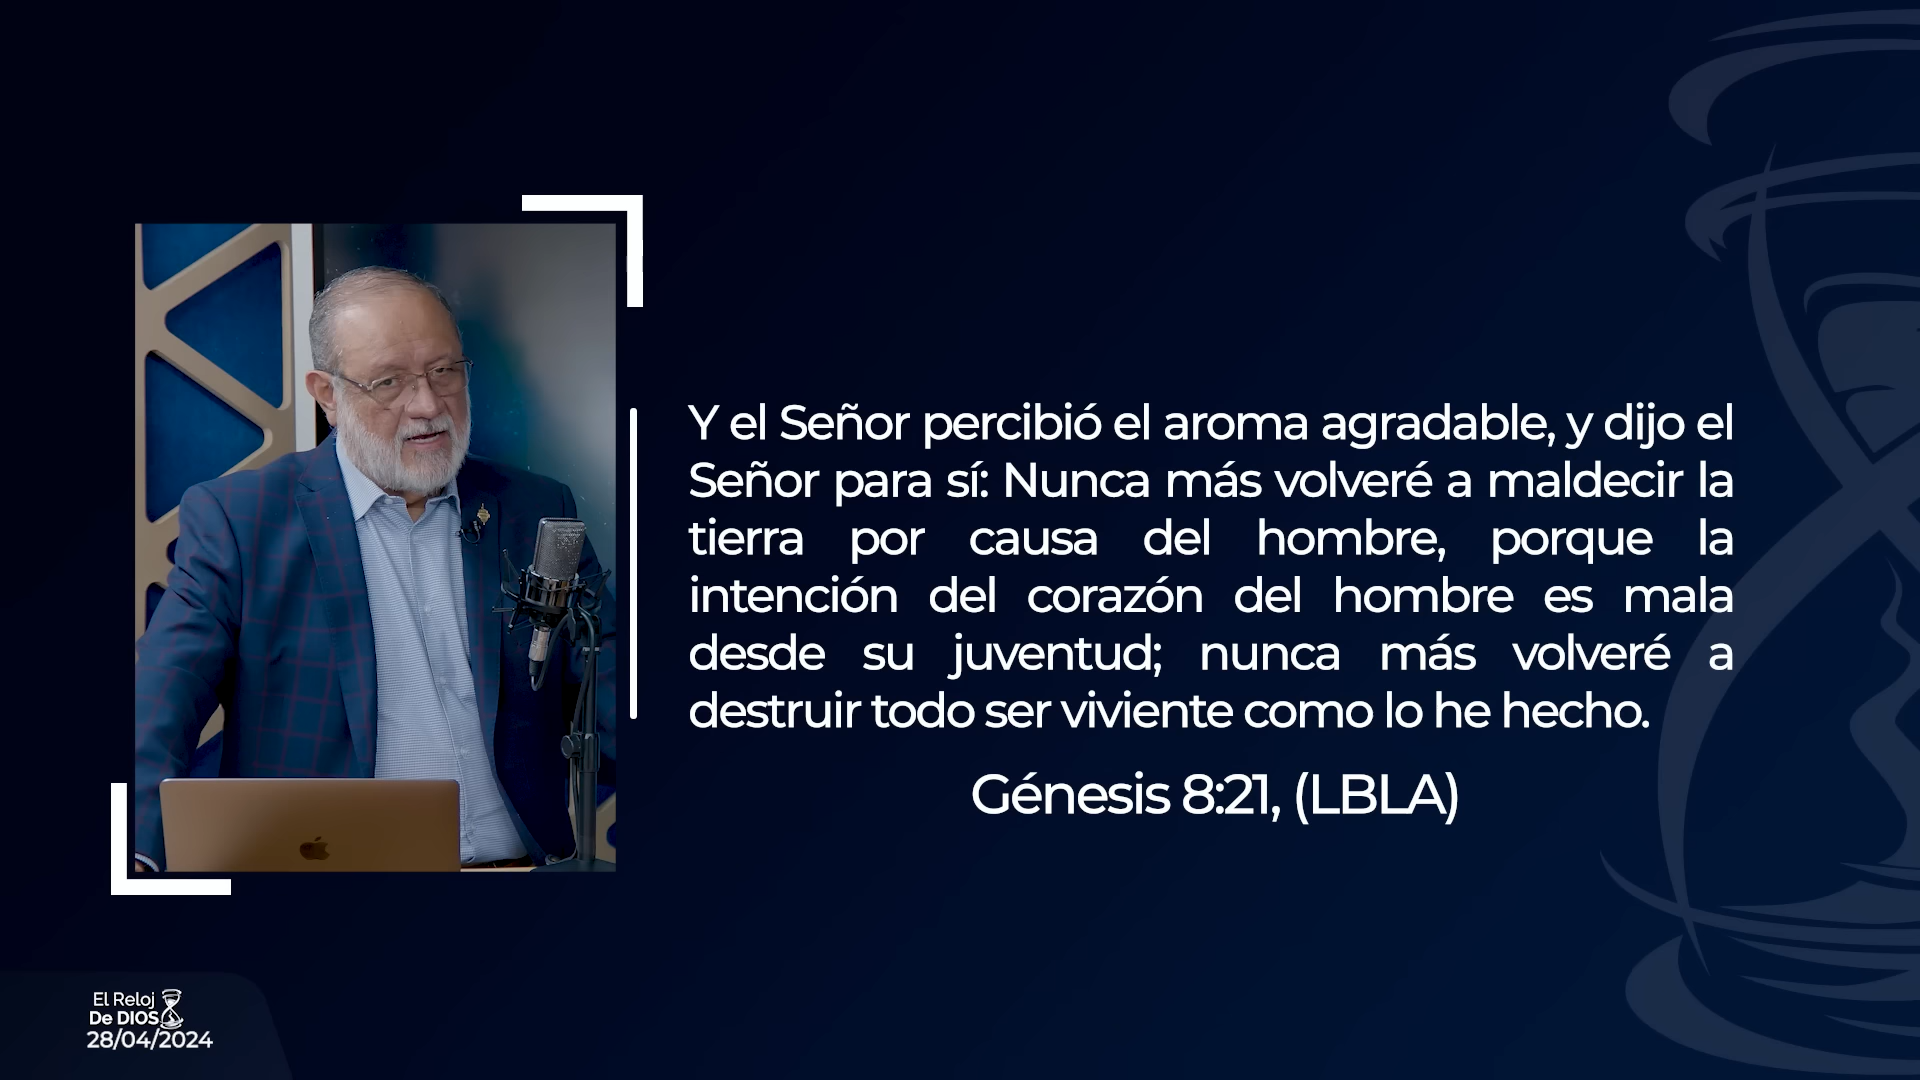 Y el Señor percibió el aroma agradable, y dijo el
Señor para sí: Nunca más volveré a maldecir la
tierra por causa del hombre, porque la
intención del corazón del hombre es mala
desde su juventud; nunca más volveré a
destruir todo ser viviente como lo he hecho.
Génesis 8:21, (LBLA)
El Reloj
De DIOS
28/04/2024